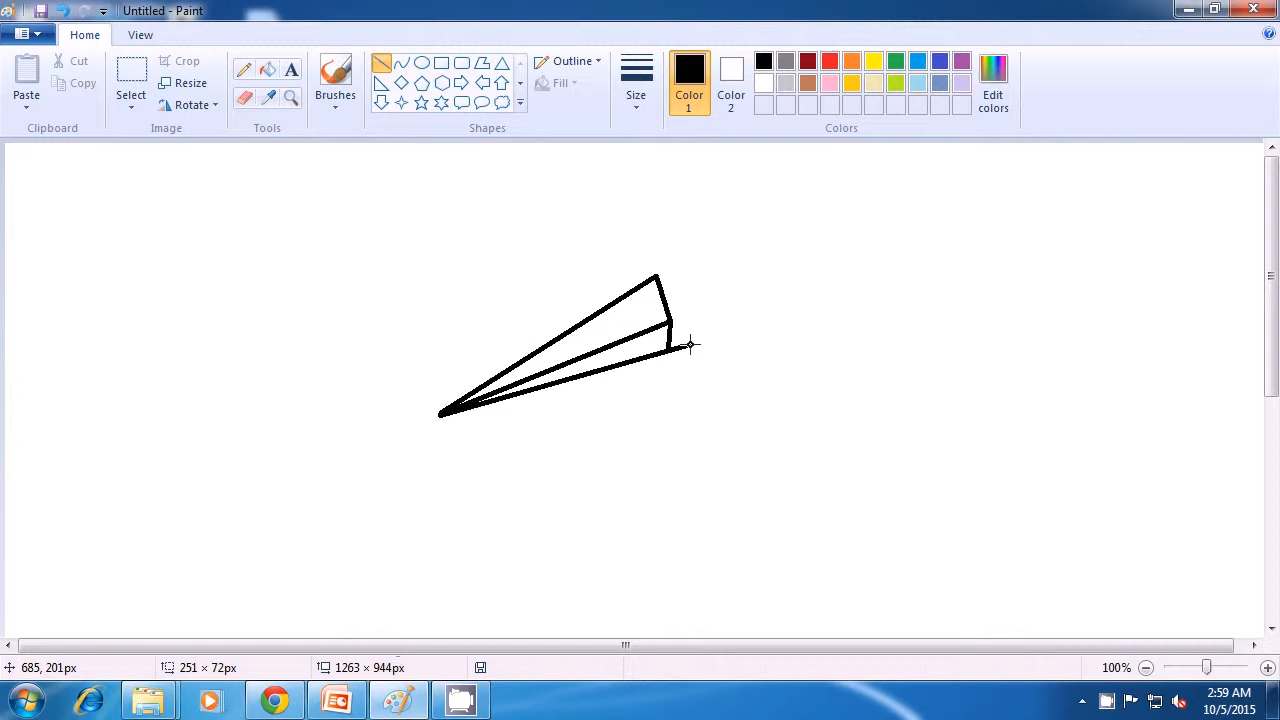 Untitled - Paint
Home View
Paste
Cut
Copy
Clipboard
Select
Crop
Resize
Rotate
Image
A
Tools
Brushes
Shapes
Outline
Fill
Size
Color
1
Color
2
Edit
colors
Colors
685, 201px
251 × 72px
1263 × 944px
100%
2:59 AM
10/5/2015